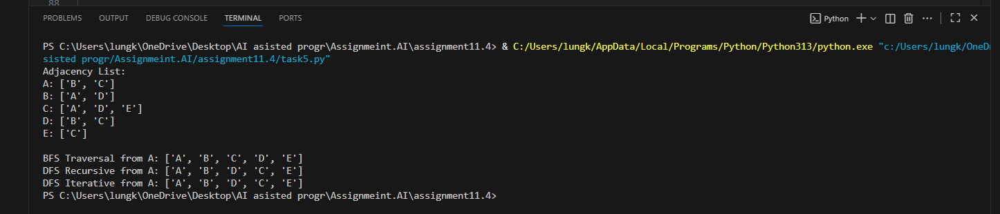 88
PROBLEMS OUTPUT DEBUG CONSOLE TERMINAL PORTS Python
PS C:\Users\lungk\OneDrive\Desktop\AI asisted progr\Assignmeint.AI\assignment11.4> & C:/Users/lungk/AppData/Local/Programs/Python/Python313/python.exe "c:/Users/lungk/OneDr
sisted progr/Assignmeint.AI/assignment11.4/task5.py"
Adjacency List:
A: ['B', 'C']
B: ['A', 'D']
C: ['A', 'D', 'E']
D: ['B', 'C']
E: ['C']
BFS Traversal from A: ['A', 'B', 'C', 'D', 'E']
DFS Recursive from A: ['A', 'B', 'D', 'C', 'E']
DFS Iterative from A: ['A', 'B', 'D', 'C', 'E']
PS C:\Users\lungk\OneDrive\Desktop\AI asisted progr\Assignmeint.AI\assignment11.4>